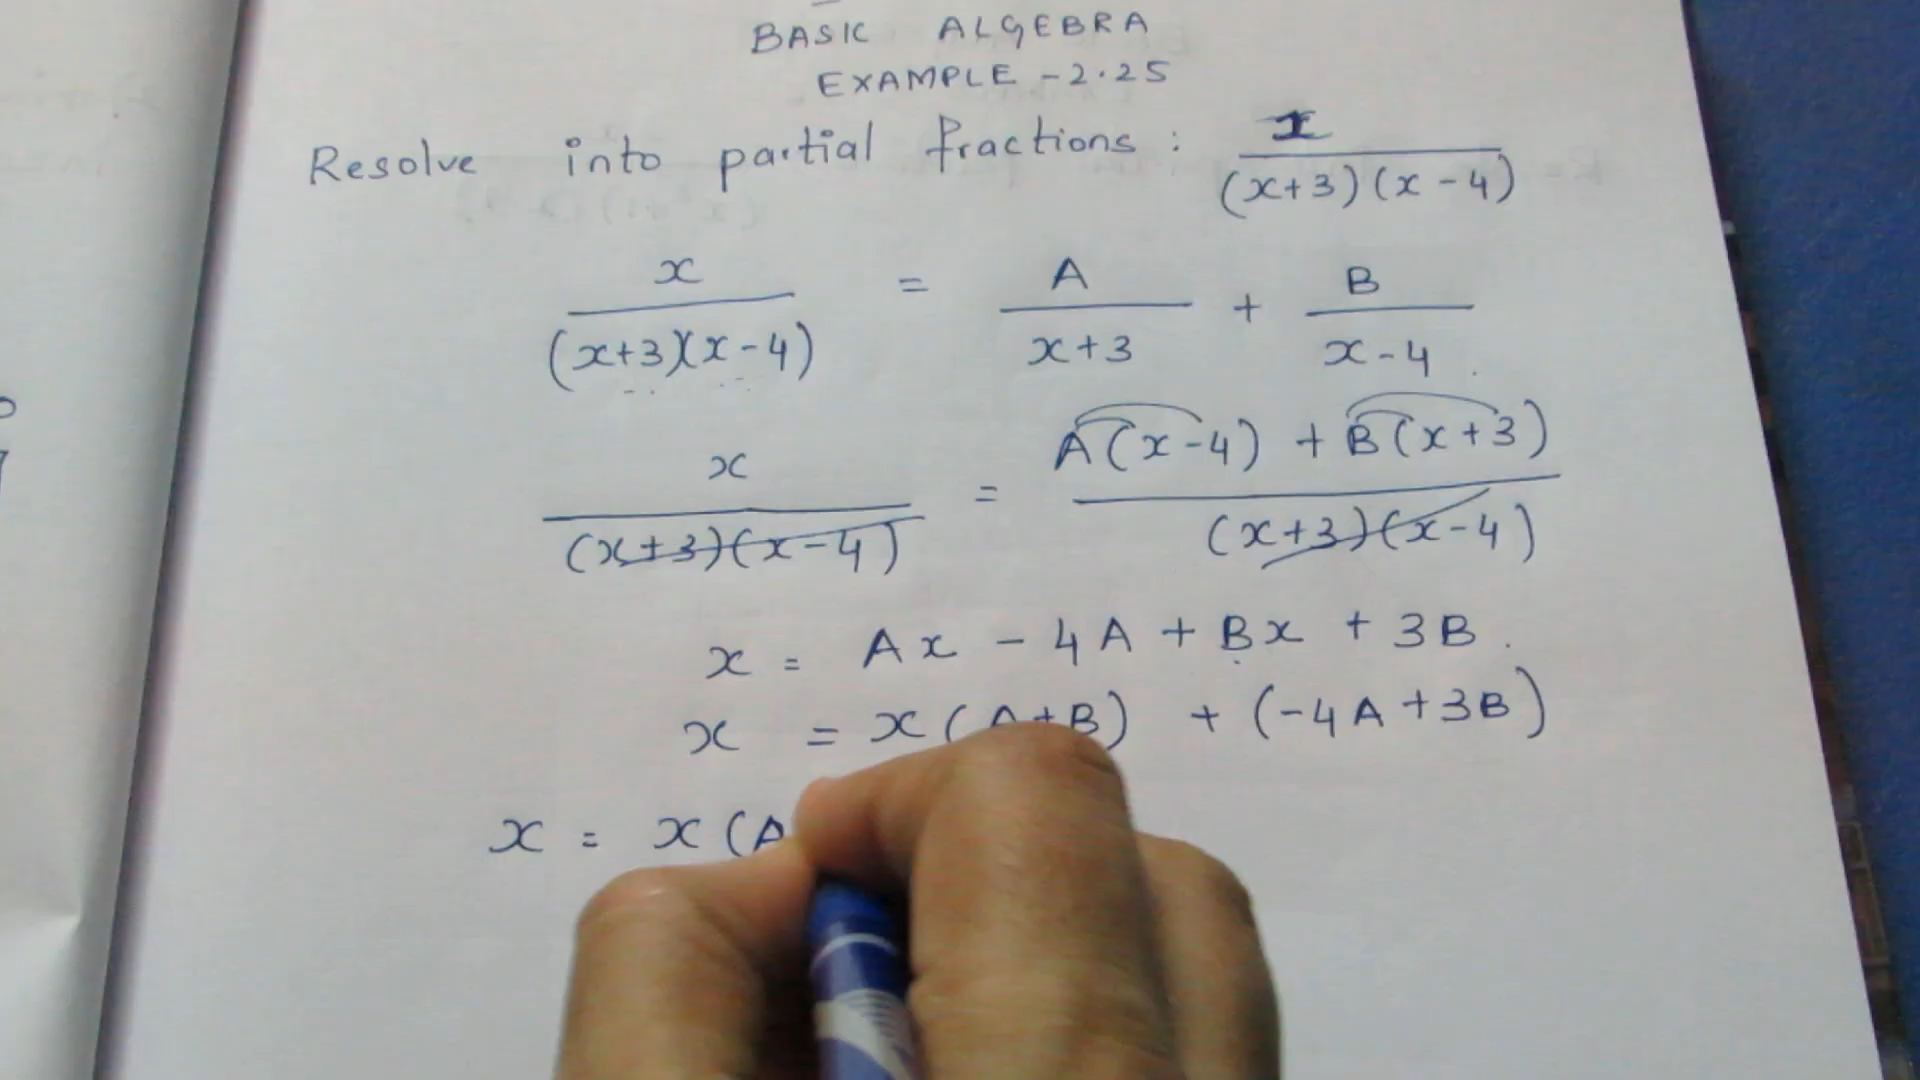 BASIC ALGEBRA
EXAMPLE - 2.25
Resolve into partial fractions : x / (x+3)(x-4)
x / (x+3)(x-4) = A / x+3 + B / x-4
x / (x+3)(x-4) = A(x-4) + B(x+3) / (x+3)(x-4)
x = Ax - 4A + Bx + 3B
x = x(A+B) + (-4A+3B)
x = x(A